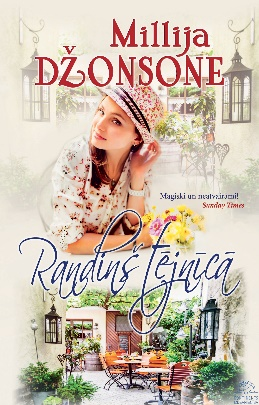 Millija
DŽONSONE
Maģiski un neatvairāmi!
Sunday Times
Randiņš tējnīcā